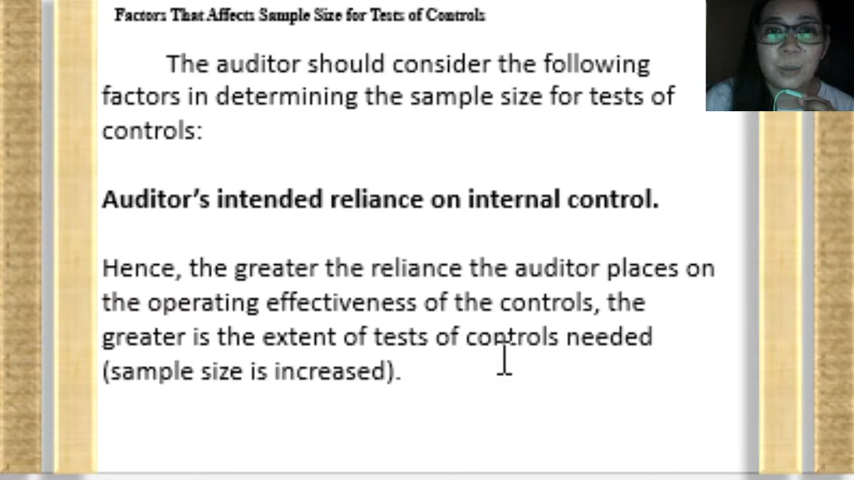 Factors That Affects Sample Size for Tests of Controls
The auditor should consider the following
factors in determining the sample size for tests of
controls:
Auditor's intended reliance on internal control.
Hence, the greater the reliance the auditor places on
the operating effectiveness of the controls, the
greater is the extent of tests of controls needed
(sample size is increased).